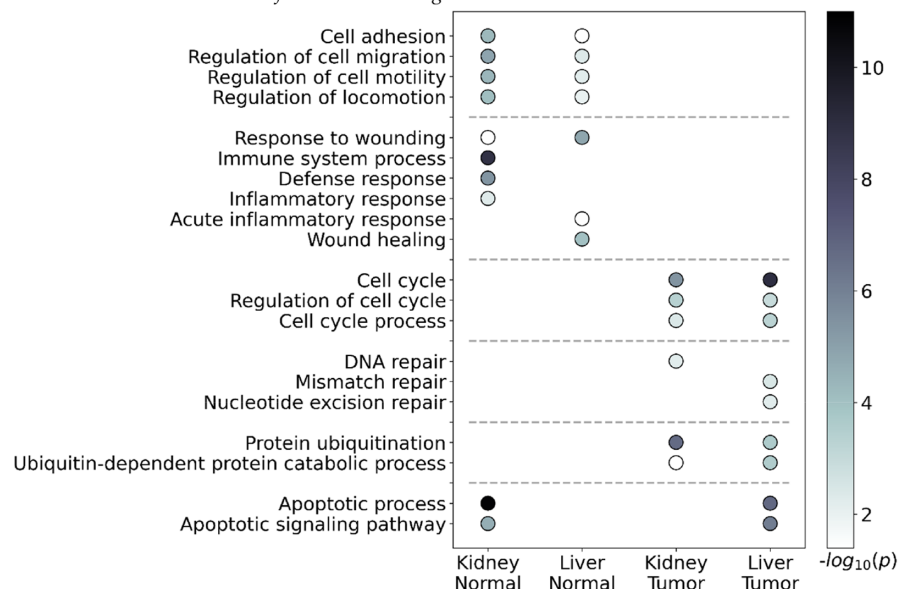 Cell adhesion
Regulation of cell migration
Regulation of cell motility
Regulation of locomotion
Response to wounding
Immune system process
Defense response
Inflammatory response
Acute inflammatory response
Wound healing
Cell cycle
Regulation of cell cycle
Cell cycle process
DNA repair
Mismatch repair
Nucleotide excision repair
Protein ubiquitination
Ubiquitin-dependent protein catabolic process
Apoptotic process
Apoptotic signaling pathway
Kidney Normal
Liver Normal
Kidney Tumor
Liver Tumor
10
8
6
4
2
-log10(p)